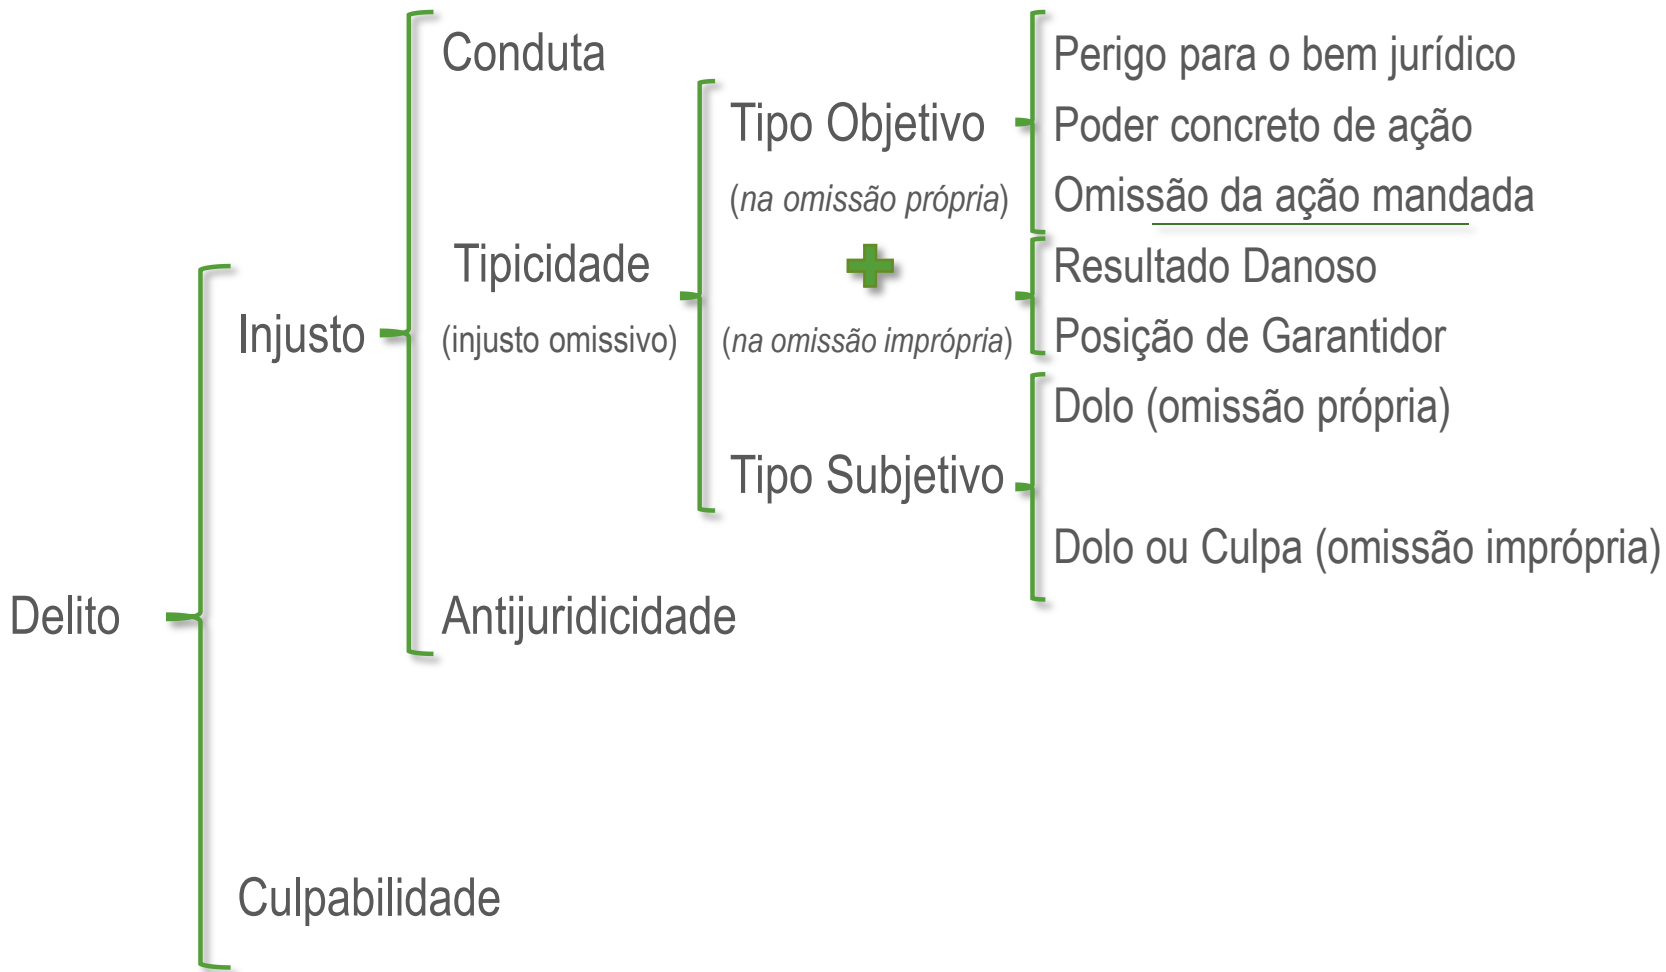 Conduta
Perigo para o bem jurídico
Tipo Objetivo
Poder concreto de ação
(na omissão própria)
Omissão da ação mandada
Tipicidade
Resultado Danoso
Injusto
(injusto omissivo)
(na omissão imprópria)
Posição de Garantidor
Dolo (omissão própria)
Tipo Subjetivo
Dolo ou Culpa (omissão imprópria)
Delito
Antijuridicidade
Culpabilidade